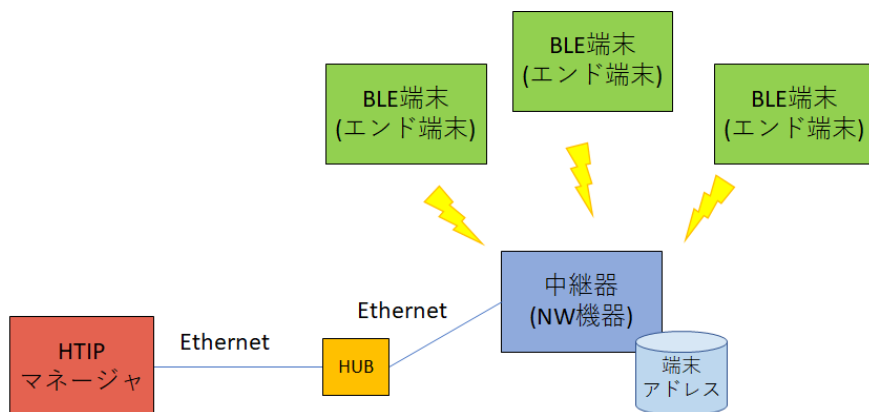 BLE端末
(エンド端末)
BLE端末
(エンド端末)
BLE端末
(エンド端末)
中継器
(NW機器)
端末
アドレス
Ethernet
Ethernet
HUB
HTIP
マネージャ